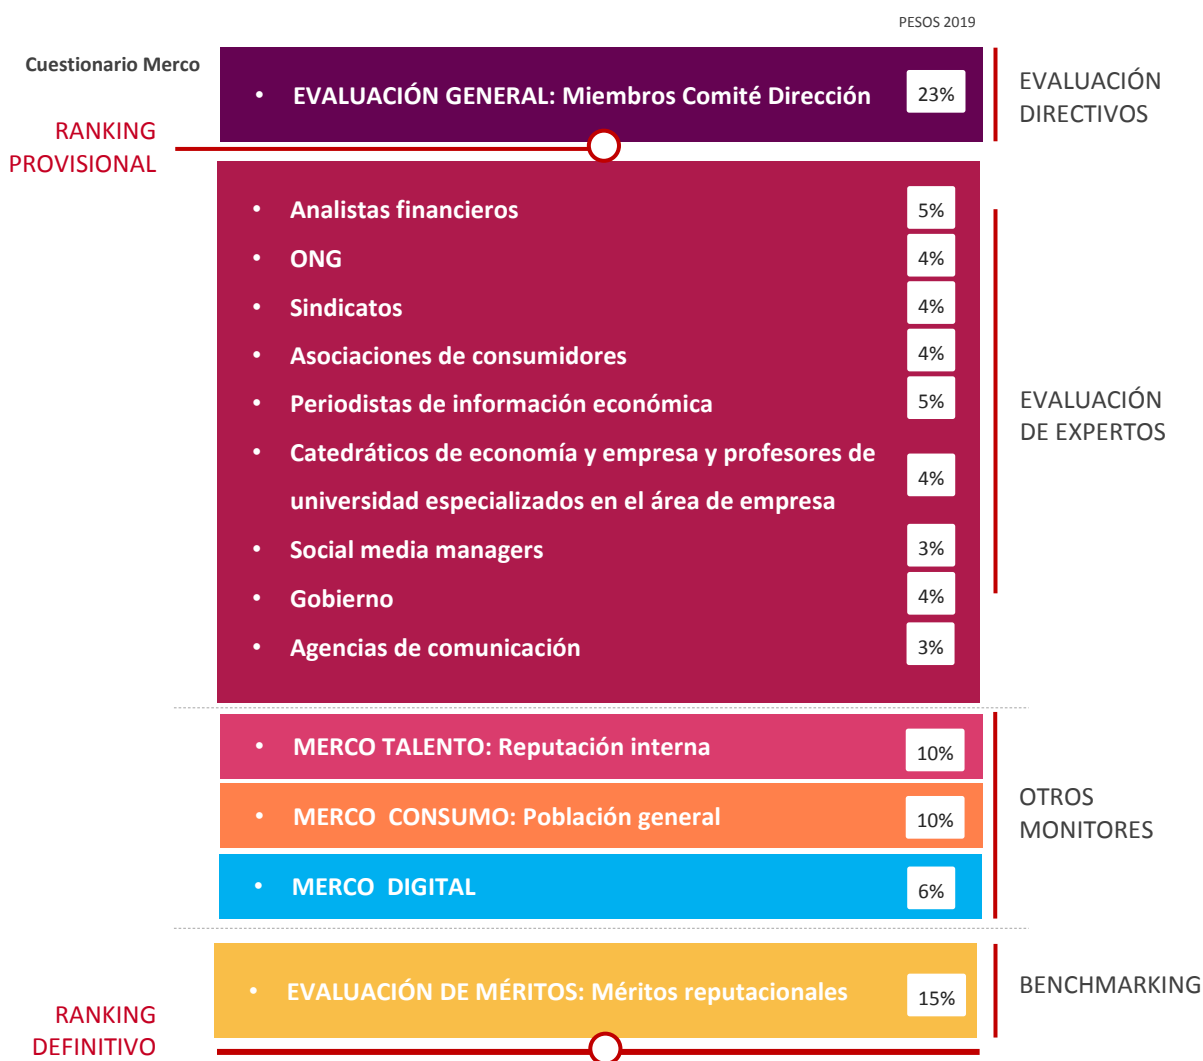 PESOS 2019
Cuestionario Merco
• EVALUACIÓN GENERAL: Miembros Comité Dirección 23%
EVALUACIÓN
DIRECTIVOS
RANKING
PROVISIONAL
• Analistas financieros 5%
• ONG 4%
• Sindicatos 4%
• Asociaciones de consumidores 4%
• Periodistas de información económica 5%
• Catedráticos de economía y empresa y profesores de
universidad especializados en el área de empresa 4%
• Social media managers 3%
• Gobierno 4%
• Agencias de comunicación 3%
EVALUACIÓN
DE EXPERTOS
• MERCO TALENTO: Reputación interna 10%
• MERCO CONSUMO: Población general 10%
• MERCO DIGITAL 6%
OTROS
MONITORES
• EVALUACIÓN DE MÉRITOS: Méritos reputacionales 15%
BENCHMARKING
RANKING
DEFINITIVO